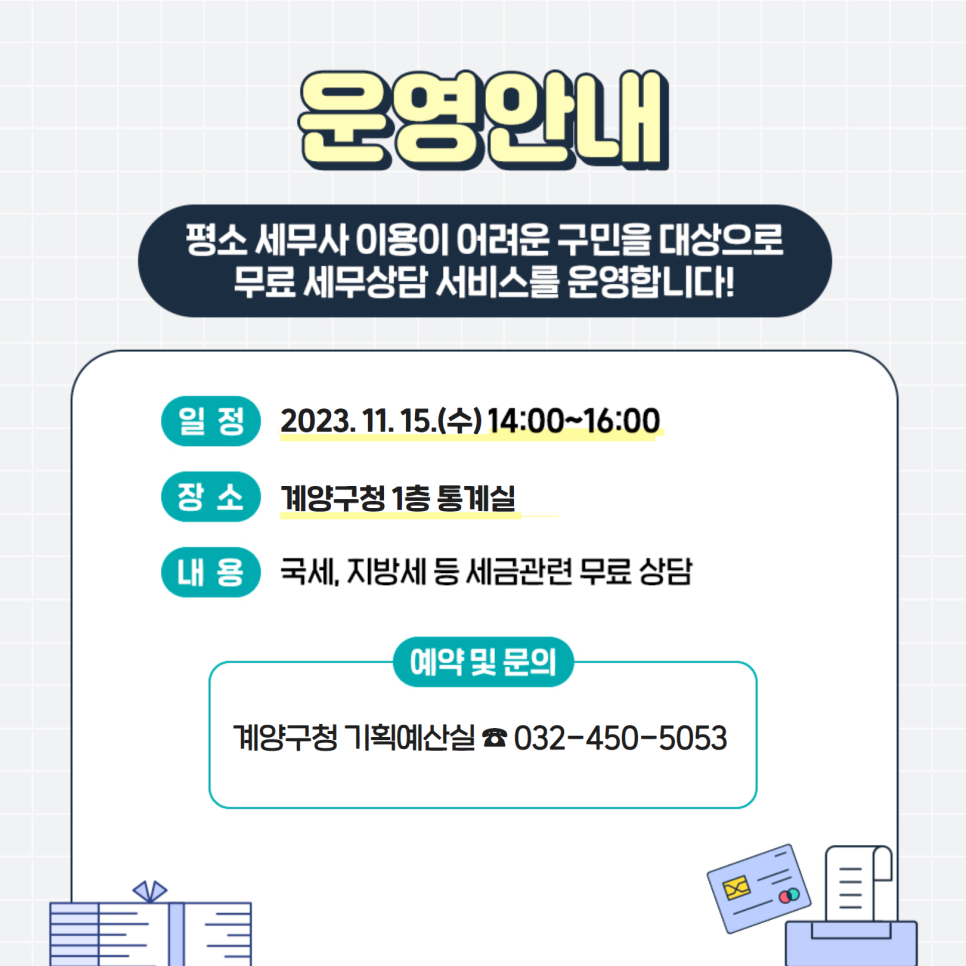 운영안내
평소 세무사 이용이 어려운 구민을 대상으로
무료 세무상담 서비스를 운영합니다!
일 정 2023. 11. 15.(수) 14:00~16:00
장 소 계양구청 1층 통계실
내 용 국세, 지방세 등 세금관련 무료 상담
예약 및 문의
계양구청 기획예산실 ☎ 032-450-5053